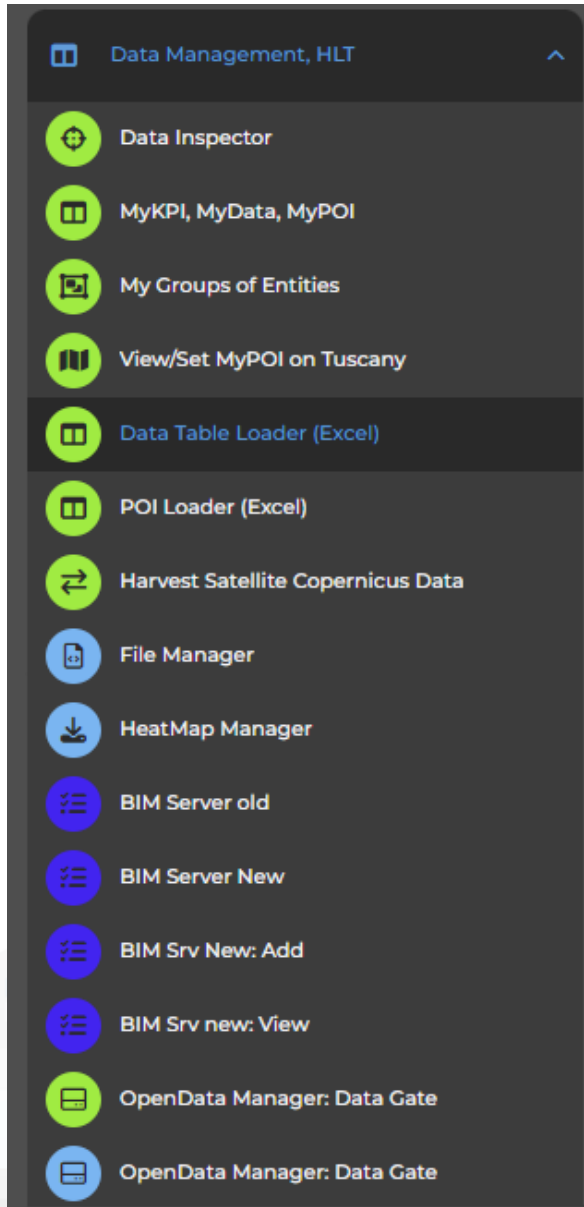 Data Management, HLT
Data Inspector
MyKPI, MyData, MyPOI
My Groups of Entities
View/Set MyPOI on Tuscany
Data Table Loader (Excel)
POI Loader (Excel)
Harvest Satellite Copernicus Data
File Manager
HeatMap Manager
BIM Server old
BIM Server New
BIM Srv New: Add
BIM Srv new: View
OpenData Manager: Data Gate
OpenData Manager: Data Gate